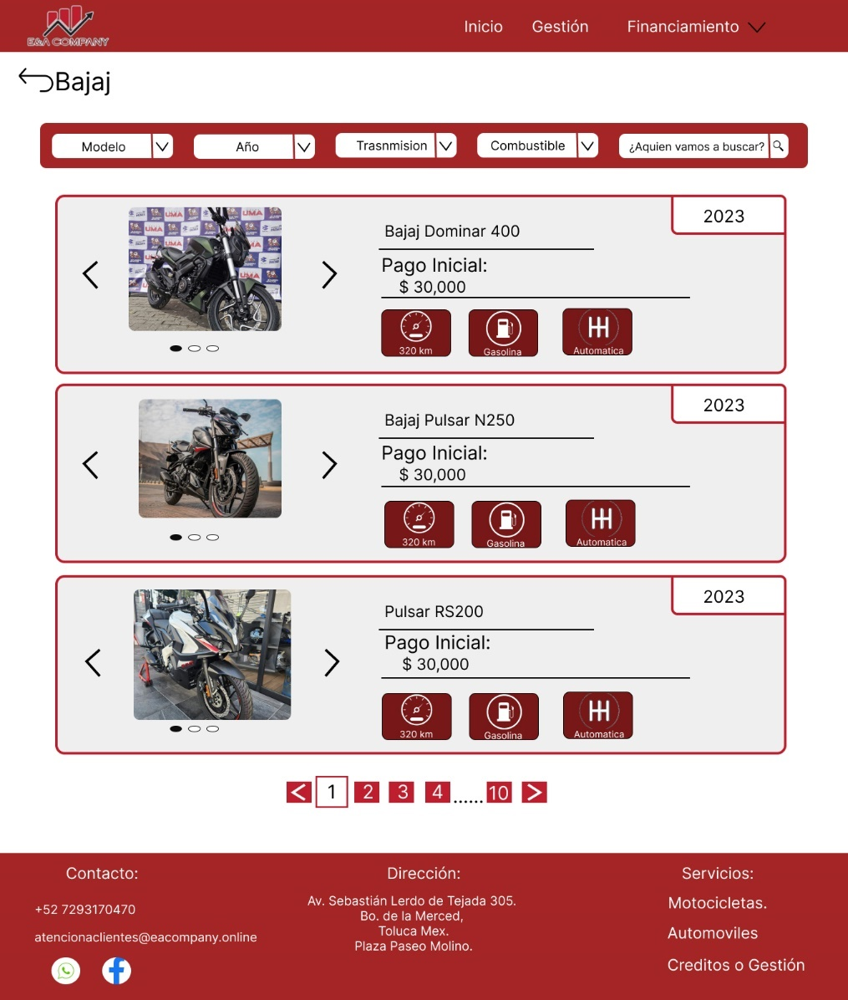 E&A COMPANY
Inicio
Gestión
Financiamiento
Bajaj
Modelo
Año
Trasnmision
Combustible
¿Aquien vamos a buscar?
2023
UMA
UMA
UMA
Bajaj Dominar 400
Pago Inicial:
$ 30,000
320 km
Gasolina
Automatica
2023
Bajaj Pulsar N250
Pago Inicial:
$ 30,000
320 km
Gasolina
Automatica
2023
Pulsar RS200
Pago Inicial:
$ 30,000
320 km
Gasolina
Automatica
< 1 2 3 4 ...... 10 >
Contacto:
+52 7293170470
atencionaclientes@eacompany.online
Dirección:
Av. Sebastián Lerdo de Tejada 305.
Bo. de la Merced,
Toluca Mex.
Plaza Paseo Molino.
Servicios:
Motocicletas.
Automoviles
Creditos o Gestión